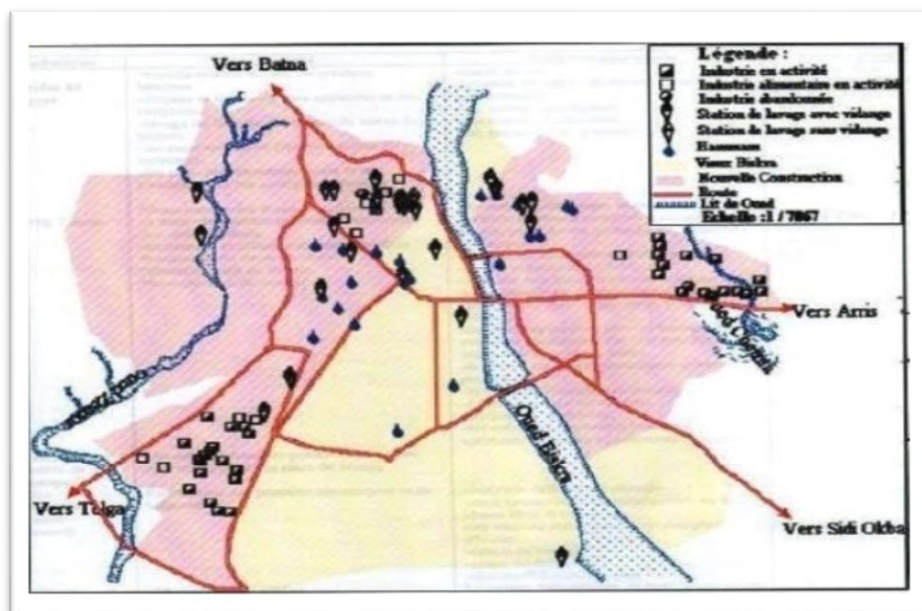 Légende :
Industrie en activité
Industrie alimentaire en activité
Industrie abandonnée
Station de lavage avec vidange
Station de lavage sans vidange
Hammam
Vieux Biskra
Nouvelle Construction
Route
Lit de Oued
Echelle :1 / 7867
Vers Batna
Vers Arris
Oued Biskra
Vers Tolga
Vers Sidi Okba